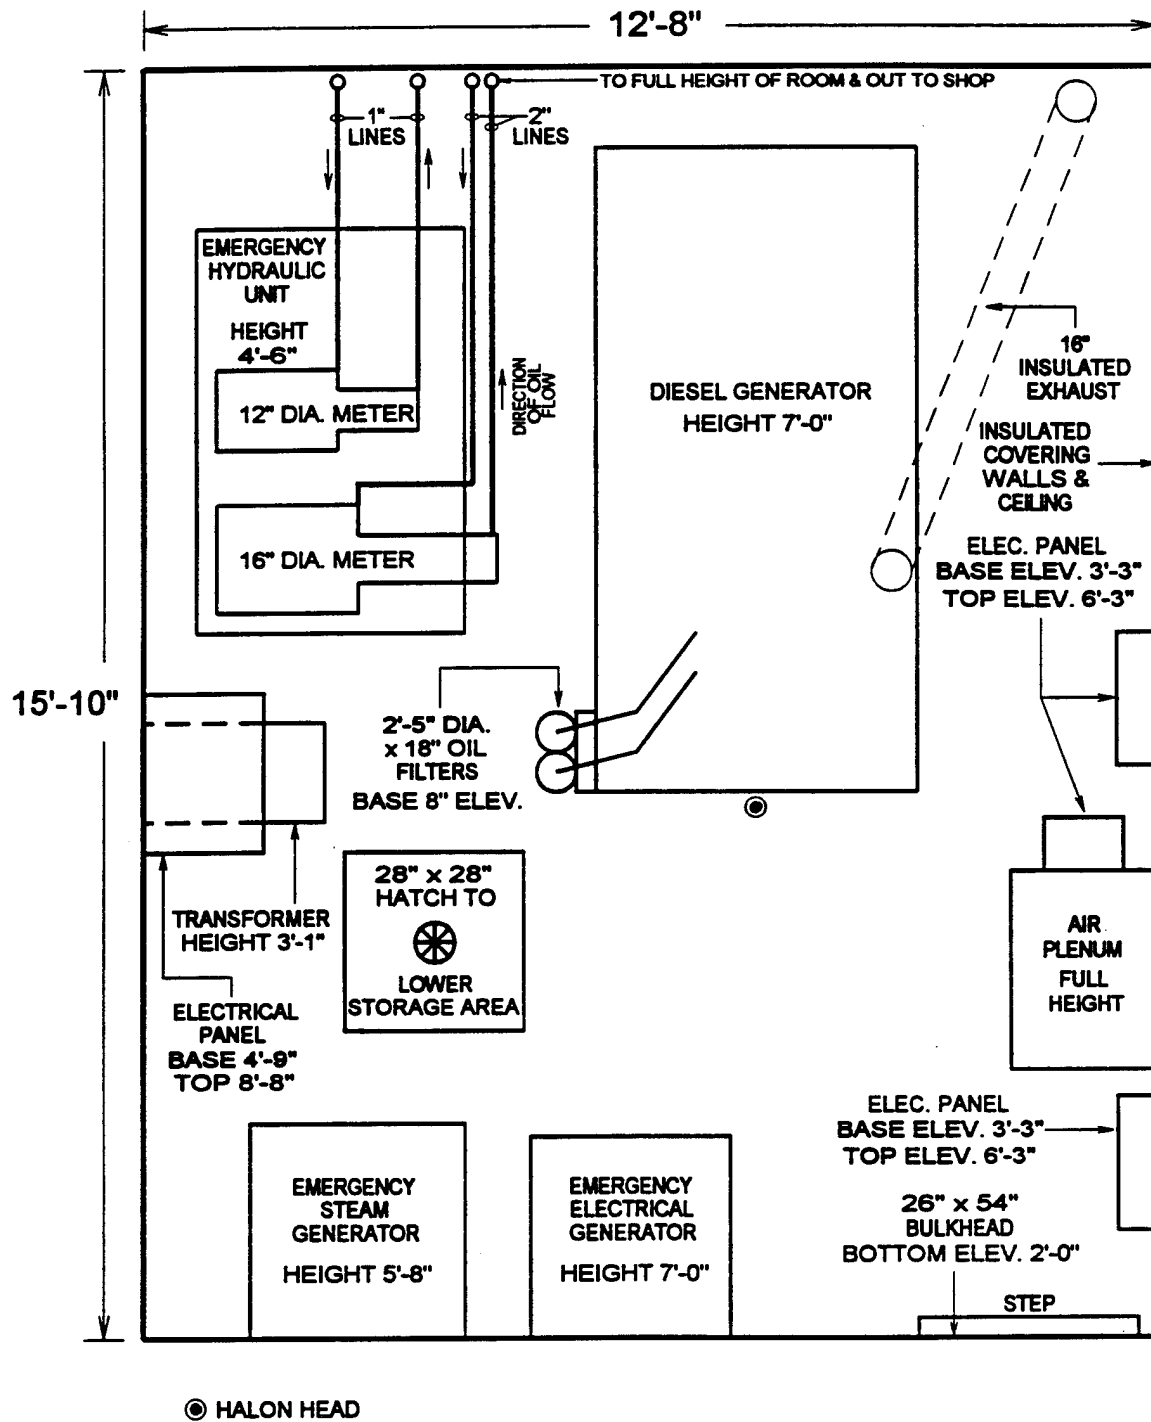 12'-8"
TO FULL HEIGHT OF ROOM & OUT TO SHOP
1"
LINES
2"
LINES
EMERGENCY
HYDRAULIC
UNIT
HEIGHT
4'-6"
12" DIA. METER
DIRECTION
OF OIL
FLOW
16" DIA. METER
DIESEL GENERATOR
HEIGHT 7'-0"
16"
INSULATED
EXHAUST
INSULATED
COVERING
WALLS &
CEILING
ELEC. PANEL
BASE ELEV. 3'-3"
TOP ELEV. 6'-3"
15'-10"
2'-5" DIA.
x 18" OIL
FILTERS
BASE 8" ELEV.
TRANSFORMER
HEIGHT 3'-1"
28" x 28"
HATCH TO
LOWER
STORAGE AREA
AIR
PLENUM
FULL
HEIGHT
ELECTRICAL
PANEL
BASE 4'-9"
TOP 8'-8"
ELEC. PANEL
BASE ELEV. 3'-3"
TOP ELEV. 6'-3"
EMERGENCY
STEAM
GENERATOR
HEIGHT 5'-8"
EMERGENCY
ELECTRICAL
GENERATOR
HEIGHT 7'-0"
26" x 54"
BULKHEAD
BOTTOM ELEV. 2'-0"
STEP
HALON HEAD